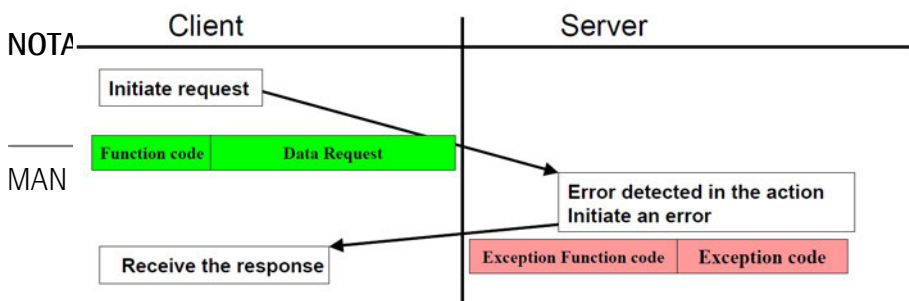 Client
Server
NOTA
Initiate request
Function code
Data Request
MAN
Error detected in the action
Initiate an error
Receive the response
Exception Function code
Exception code